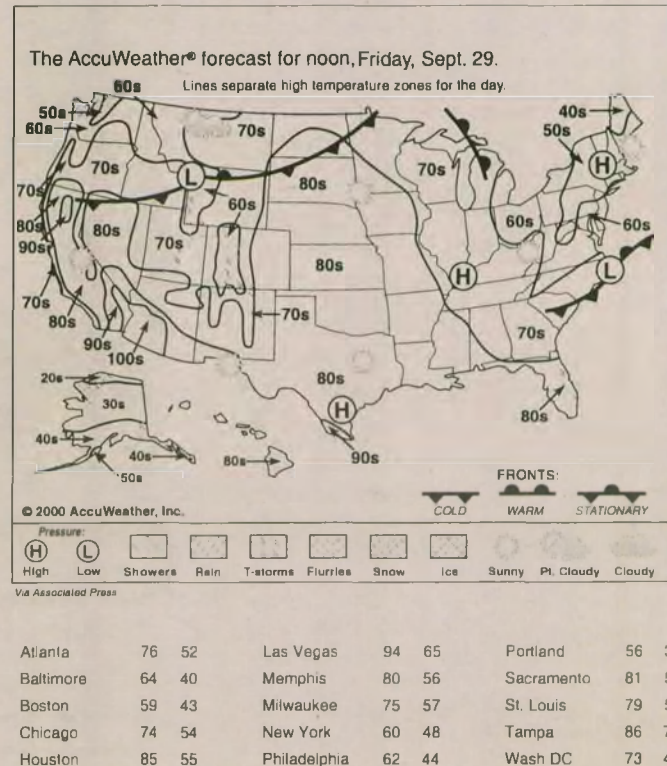 The AccuWeather® forecast for noon, Friday, Sept. 29.
Lines separate high temperature zones for the day.
60s
50s
60s
70s
40s
50s
H
70s
70s
L
70s
80s
60s
80s
90s
80s
60s
60s
70s
80s
H
L
70s
80s
90s
100s
70s
70s
20s
30s
80s
H
80s
40s
40s
50s
80s
90s
FRONTS:
COLD WARM STATIONARY
© 2000 AccuWeather, Inc.
Pressure:
H L
High Low Showers Rain T-storms Flurries Snow Ice Sunny Pt. Cloudy Cloudy
Via Associated Press
Atlanta 76 52 Las Vegas 94 65 Portland 56
Baltimore 64 40 Memphis 80 56 Sacramento 81
Boston 59 43 Milwaukee 75 57 St. Louis 79
Chicago 74 54 New York 60 48 Tampa 86
Houston 85 55 Philadelphia 62 44 Wash DC 73